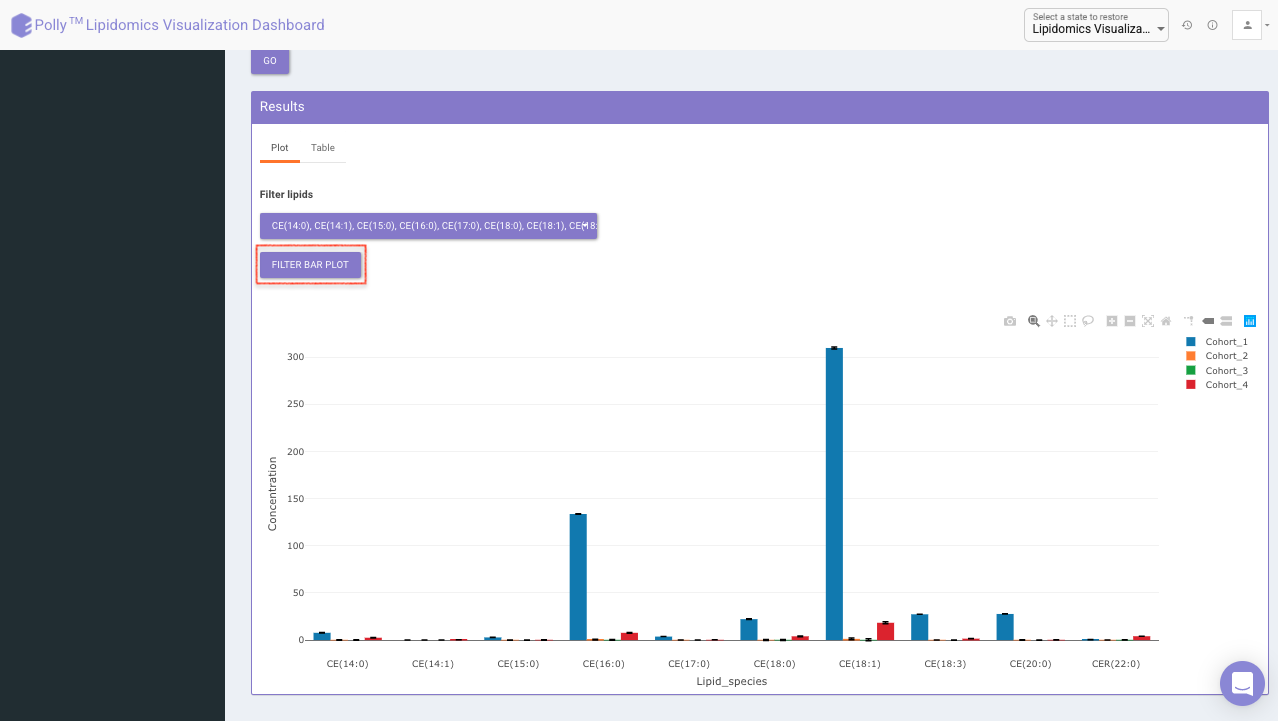 Polly TM Lipidomics Visualization Dashboard
Select a state to restore
Lipidomics Visualiza...
GO
Results
Plot Table
Filter lipids
CE(14:0), CE(14:1), CE(15:0), CE(16:0), CE(17:0), CE(18:0), CE(18:1), CE(18:
FILTER BAR PLOT
Cohort_1
Cohort_2
Cohort_3
Cohort_4
300
250
200
150
100
50
0
Concentration
CE(14:0) CE(14:1) CE(15:0) CE(16:0) CE(17:0) CE(18:0) CE(18:1) CE(18:3) CE(20:0) CER(22:0)
Lipid_species